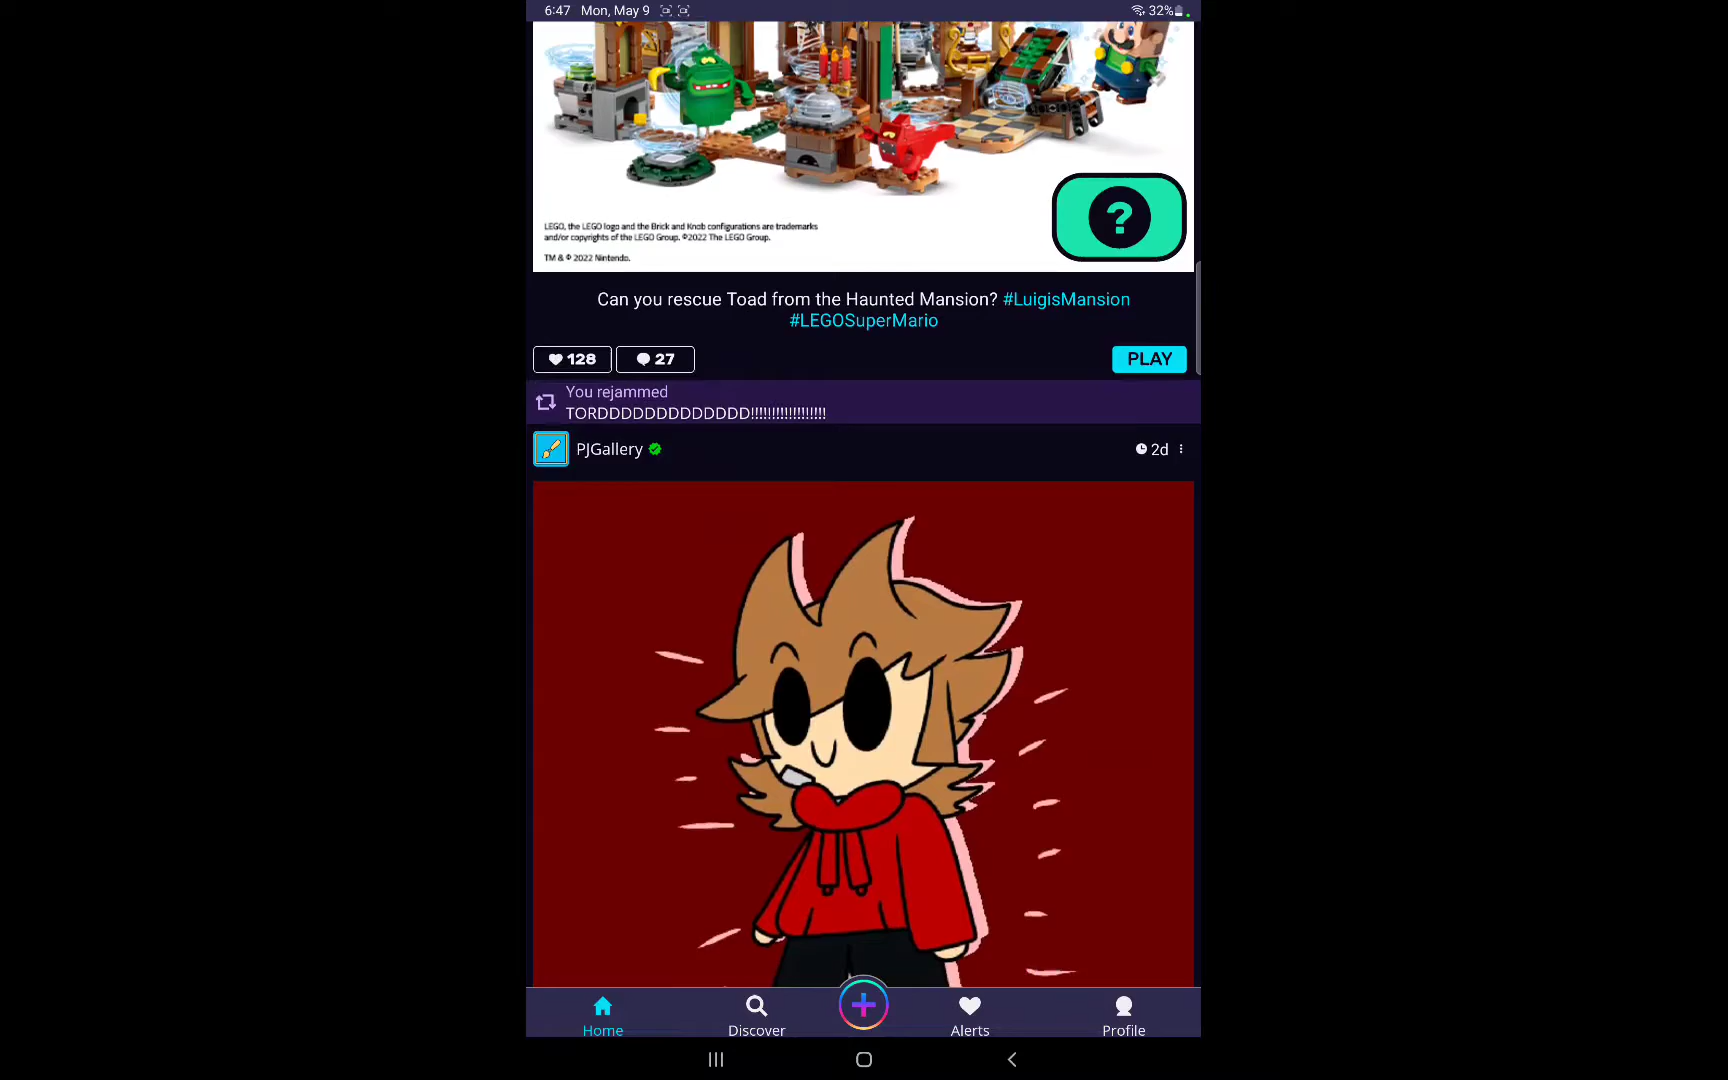 6:47 Mon, May 9 32%
LEGO, the LEGO logo and the Brick and Knob configurations are trademarks
and/or copyrights of the LEGO Group. ©2022 The LEGO Group.
TM & © 2022 Nintendo.
?
Can you rescue Toad from the Haunted Mansion? #LuigisMansion
#LEGOSuperMario
128 27 PLAY
You rejammed
TORDDDDDDDDDDDDD!!!!!!!!!!!!!!!!!!
PJGallery 2d
Home Discover Alerts Profile